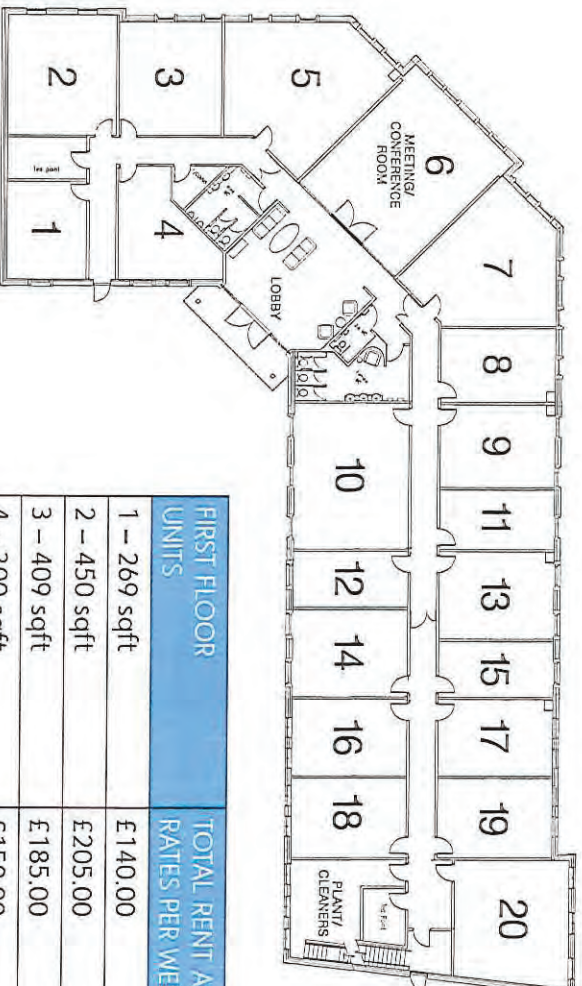 1
2
3
4
5
6
MEETING/
CONFERENCE
ROOM
7
8
9
10
11
12
13
14
15
16
17
18
19
20
LOBBY
PLANT/
CLEANERS
FIRST FLOOR
UNITS
TOTAL RENT A
RATES PER WE
1 – 269 sqft
£140.00
2 – 450 sqft
£205.00
3 – 409 sqft
£185.00